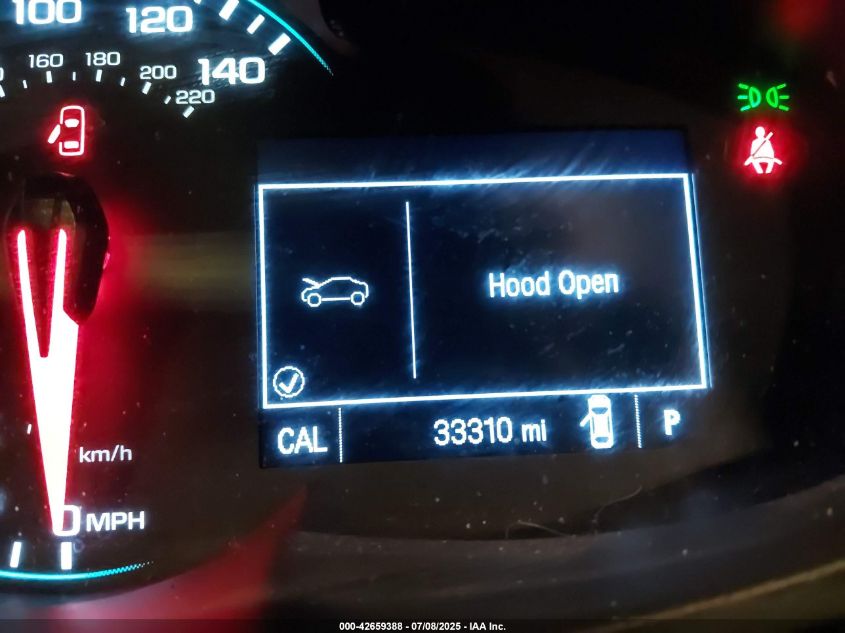 100 120 140
160 180 200 220
Hood Open
CAL 33310 mi P
km/h
0 MPH
000-42659388 - 07/08/2025 - IAA Inc.